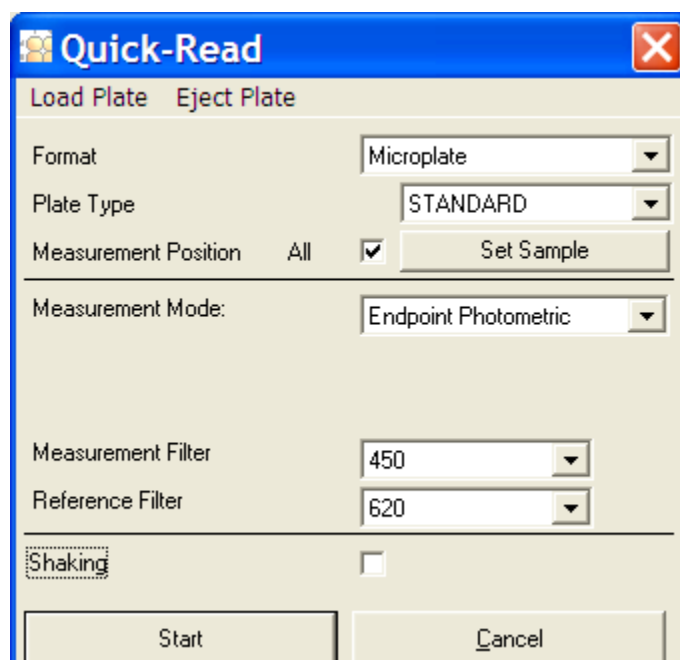 Quick-Read
Load Plate Eject Plate
Format Microplate
Plate Type STANDARD
Measurement Position All Set Sample
Measurement Mode: Endpoint Photometric
Measurement Filter 450
Reference Filter 620
Shaking
Start Cancel